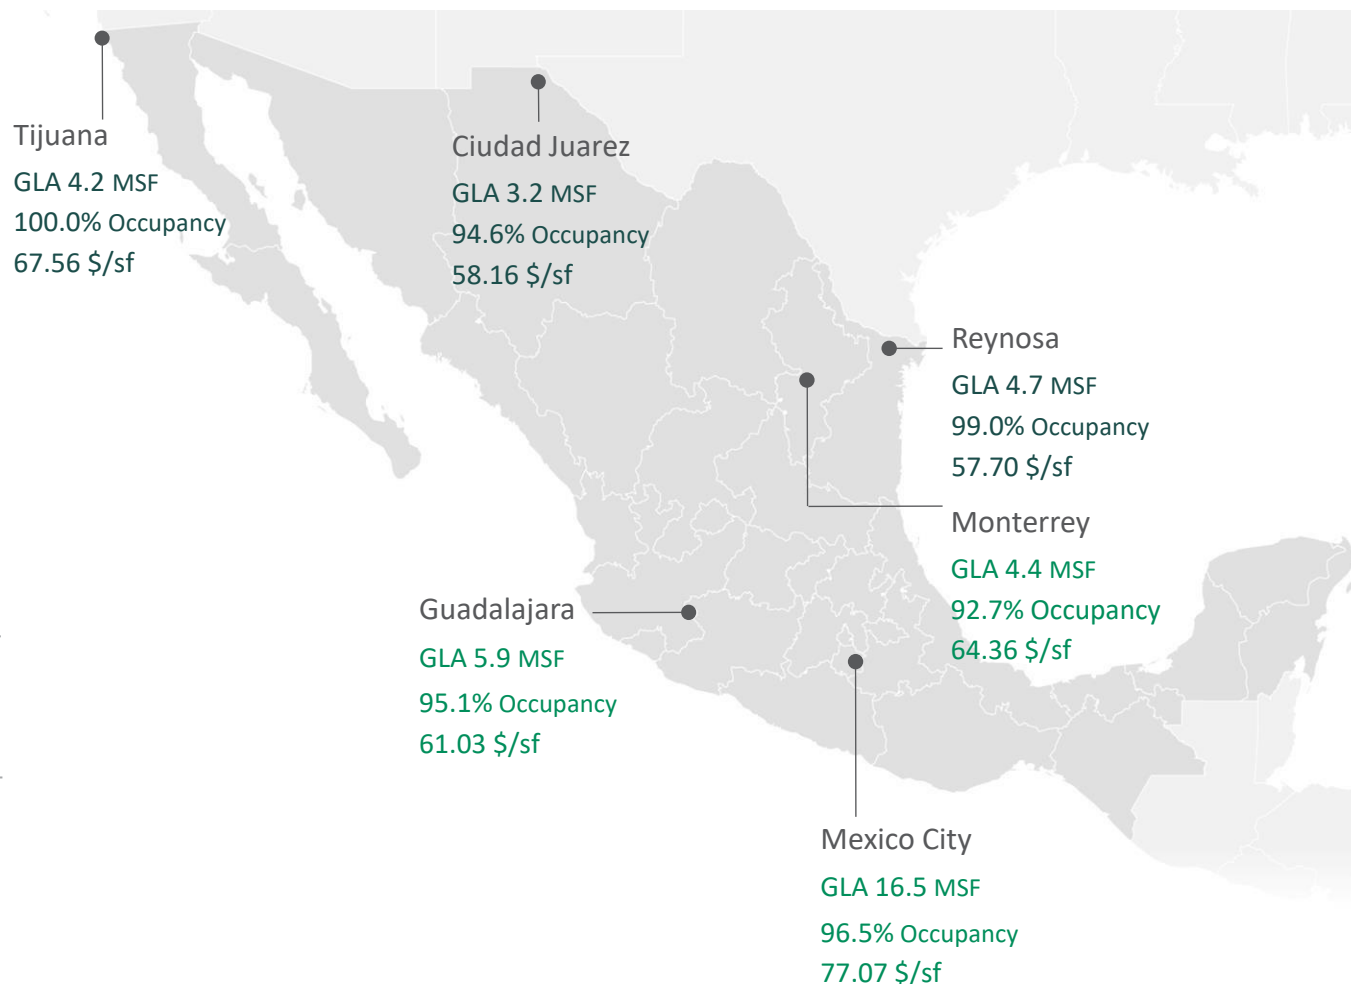 Tijuana
GLA 4.2 MSF
100.0% Occupancy
67.56 $/sf
Ciudad Juarez
GLA 3.2 MSF
94.6% Occupancy
58.16 $/sf
Reynosa
GLA 4.7 MSF
99.0% Occupancy
57.70 $/sf
Monterrey
GLA 4.4 MSF
92.7% Occupancy
64.36 $/sf
Guadalajara
GLA 5.9 MSF
95.1% Occupancy
61.03 $/sf
Mexico City
GLA 16.5 MSF
96.5% Occupancy
77.07 $/sf